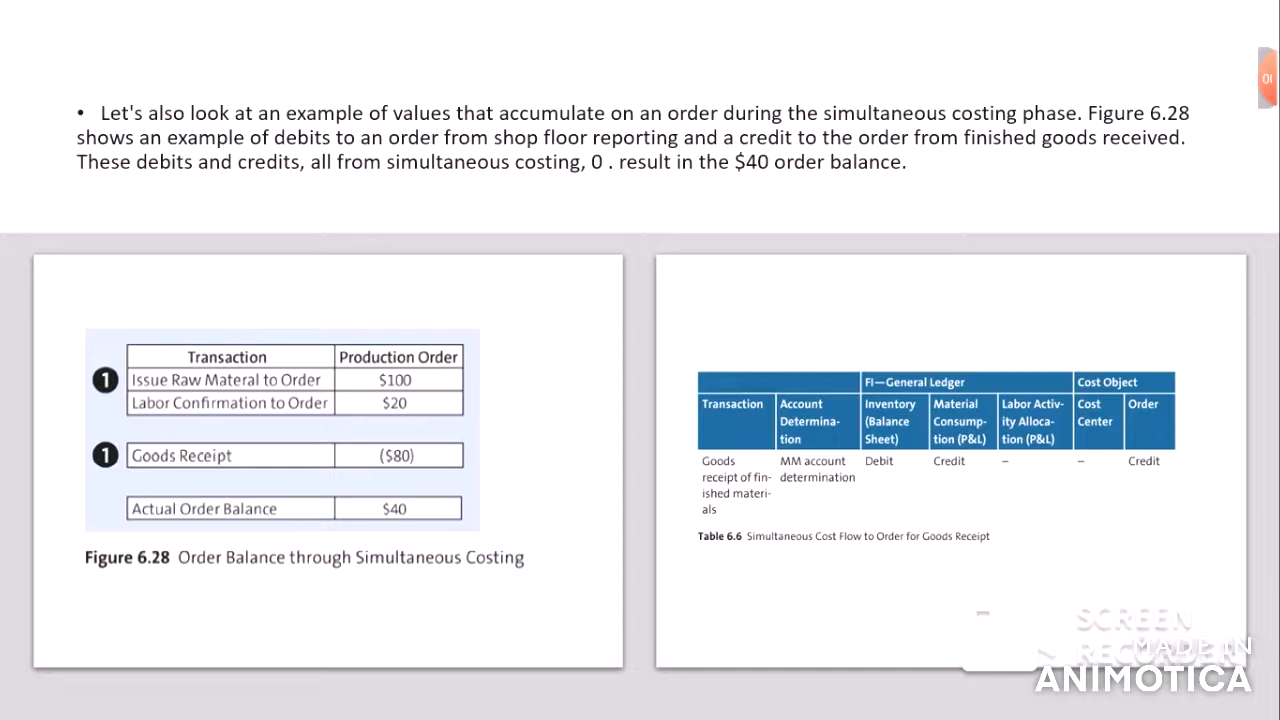 • Let's also look at an example of values that accumulate on an order during the simultaneous costing phase. Figure 6.28
shows an example of debits to an order from shop floor reporting and a credit to the order from finished goods received.
These debits and credits, all from simultaneous costing, 0 . result in the $40 order balance.
Transaction Production Order
1 Issue Raw Materal to Order $100
Labor Confirmation to Order $20
1 Goods Receipt ($80)
Actual Order Balance $40
Figure 6.28 Order Balance through Simultaneous Costing
FI—General Ledger Cost Object
Transaction Account Inventory Material Labor Activ- Cost Order
Determina- (Balance Consump- ity Alloca- Center
tion Sheet) tion (P&L) tion (P&L)
Goods MM account Debit Credit – – Credit
receipt of fin- determination
ished materi-
als
Table 6.6 Simultaneous Cost Flow to Order for Goods Receipt
SCREEN
MADE IN
RECORDER
ANIMOTICA